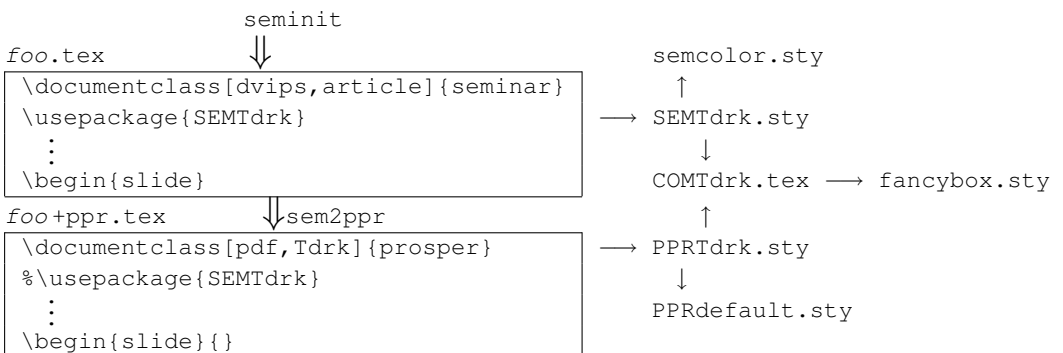 seminit
⇓
foo.tex semcolor.sty
\documentclass[dvips,article]{seminar} ↑
\usepackage{SEMTdrk} ⟶ SEMTdrk.sty
⋮ ↓
\begin{slide} COMTdrk.tex ⟶ fancybox.sty
foo+ppr.tex ⇓sem2ppr ↑
\documentclass[pdf,Tdrk]{prosper} ⟶ PPRTdrk.sty
%\usepackage{SEMTdrk} ↓
⋮ PPRdefault.sty
\begin{slide}{}